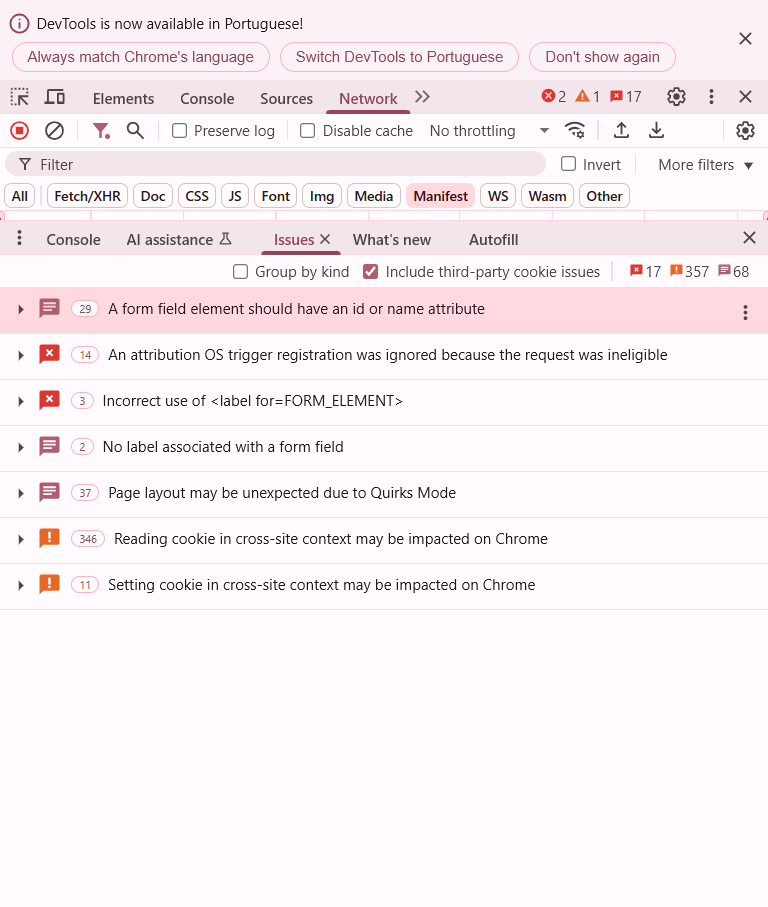 DevTools is now available in Portuguese!
Always match Chrome's language Switch DevTools to Portuguese Don't show again
Elements Console Sources Network 2 1 17
Preserve log Disable cache No throttling
Filter Invert More filters
All Fetch/XHR Doc CSS JS Font Img Media Manifest WS Wasm Other
Console AI assistance Issues What's new Autofill
Group by kind Include third-party cookie issues 17 357 68
29 A form field element should have an id or name attribute
14 An attribution OS trigger registration was ignored because the request was ineligible
3 Incorrect use of <label for=FORM_ELEMENT>
2 No label associated with a form field
37 Page layout may be unexpected due to Quirks Mode
346 Reading cookie in cross-site context may be impacted on Chrome
11 Setting cookie in cross-site context may be impacted on Chrome